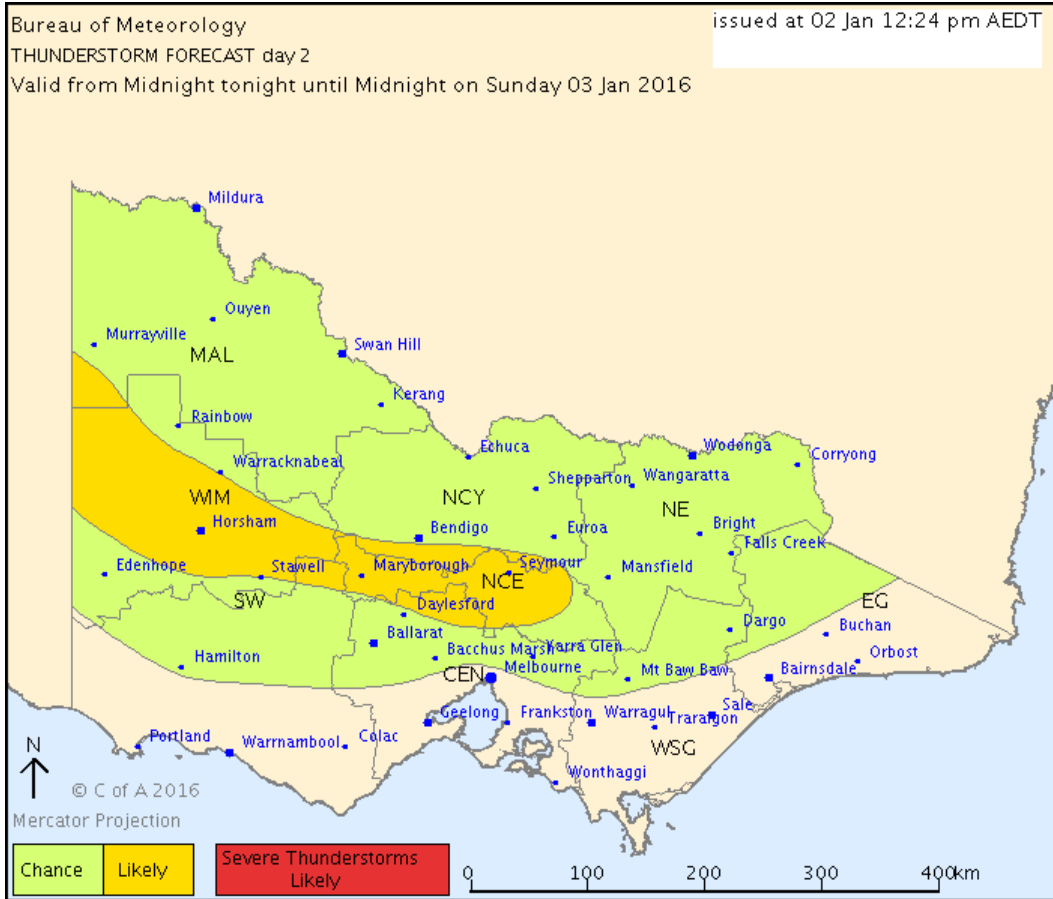 Bureau of Meteorology
issued at 02 Jan 12:24 pm AEDT
THUNDERSTORM FORECAST day 2
Valid from Midnight tonight until Midnight on Sunday 03 Jan 2016
Mildura
Ouyen
Murrayville
MAL
Swan Hill
Kerang
Rainbow
Echuca
Wodonga
Corryong
Warracknabeal
Shepparton
Wangaratta
WIM
NCY
NE
Horsham
Bendigo
Euroa
Bright
Falls Creek
Edenhope
Stawell
Maryborough
Seymour
NCE
Mansfield
SW
Daylesford
EG
Ballarat
Dargo
Buchan
Hamilton
Bacchus Marsh
Yarra Glen
Orbost
CEN
Melbourne
Mt Baw Baw
Bairnsdale
Geelong
Frankston
Warragul
Traralgon
Sale
Portland
Warrnambool
Colac
WSG
Wonthaggi
N
© C of A 2016
Mercator Projection
Chance
Likely
Severe Thunderstorms
Likely
0
100
200
300
400km